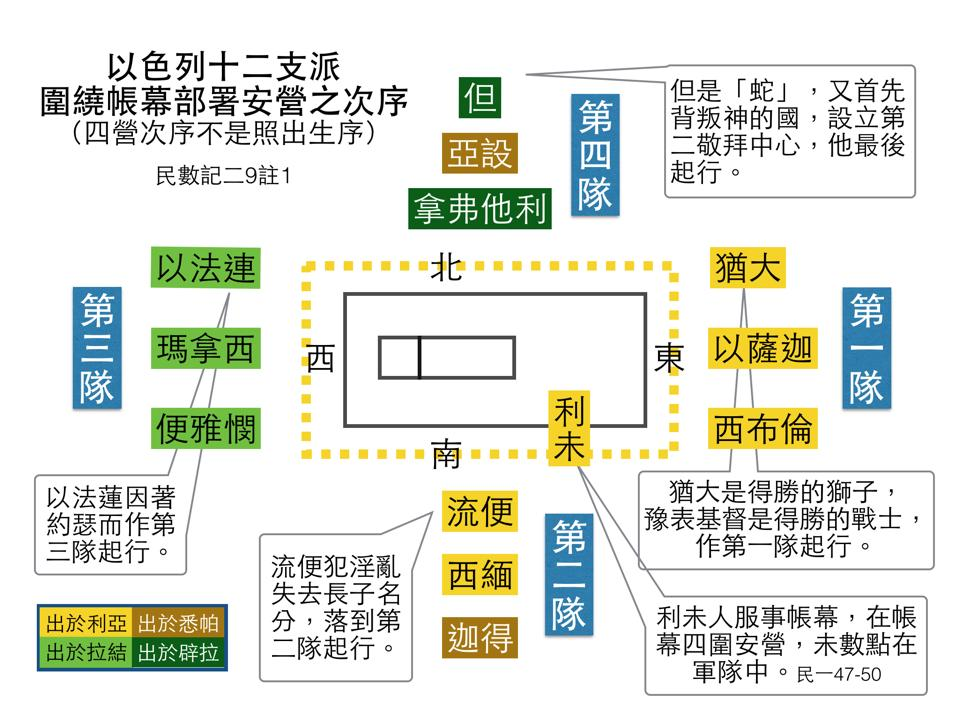 以色列十二支派
圍繞帳幕部署安營之次序
（四營次序不是照出生序）
民數記二9註1
但
亞設
拿弗他利
第四隊
但是「蛇」，又首先
背叛神的國，設立第
二敬拜中心，他最後
起行。
以法連
瑪拿西
便雅憫
第三隊
北
西
東
南
利未
猶大
以薩迦
西布倫
第一隊
以法蓮因著
約瑟而作第
三隊起行。
流便
西緬
迦得
第二隊
流便犯淫亂
失去長子名
分，落到第
二隊起行。
猶大是得勝的獅子，
豫表基督是得勝的戰士，
作第一隊起行。
利未人服事帳幕，在帳
幕四圍安營，未數點在
軍隊中。民一47-50
出於利亞 出於悉帕
出於拉結 出於辟拉